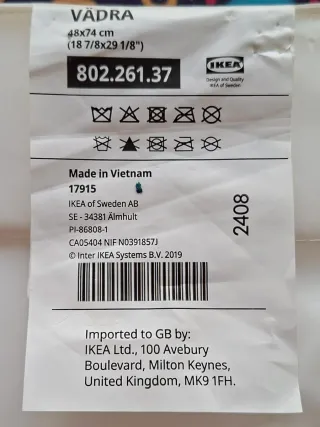 VÄDRA
48x74 cm
(18 7/8x29 1/8")
802.261.37
IKEA
Design and Quality
IKEA of Sweden
Made in Vietnam
17915
IKEA of Sweden AB
SE - 34381 Älmhult
PI-86808-1
CA05404 NIF N0391857J
© Inter IKEA Systems B.V. 2019
2408
Imported to GB by:
IKEA Ltd., 100 Avebury
Boulevard, Milton Keynes,
United Kingdom, MK9 1FH.